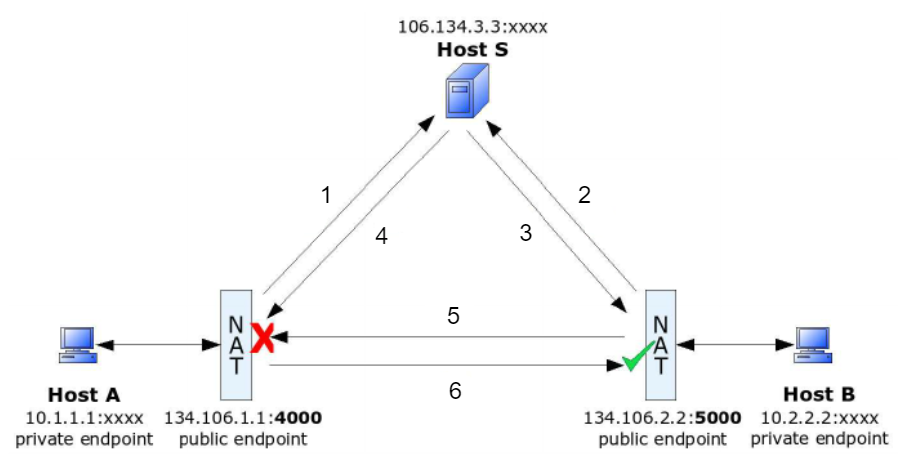 106.134.3.3:xxxx
Host S
1
2
4
3
5
6
NAT
NAT
Host A
10.1.1.1:xxxx
private endpoint
134.106.1.1:4000
public endpoint
134.106.2.2:5000
public endpoint
Host B
10.2.2.2:xxxx
private endpoint